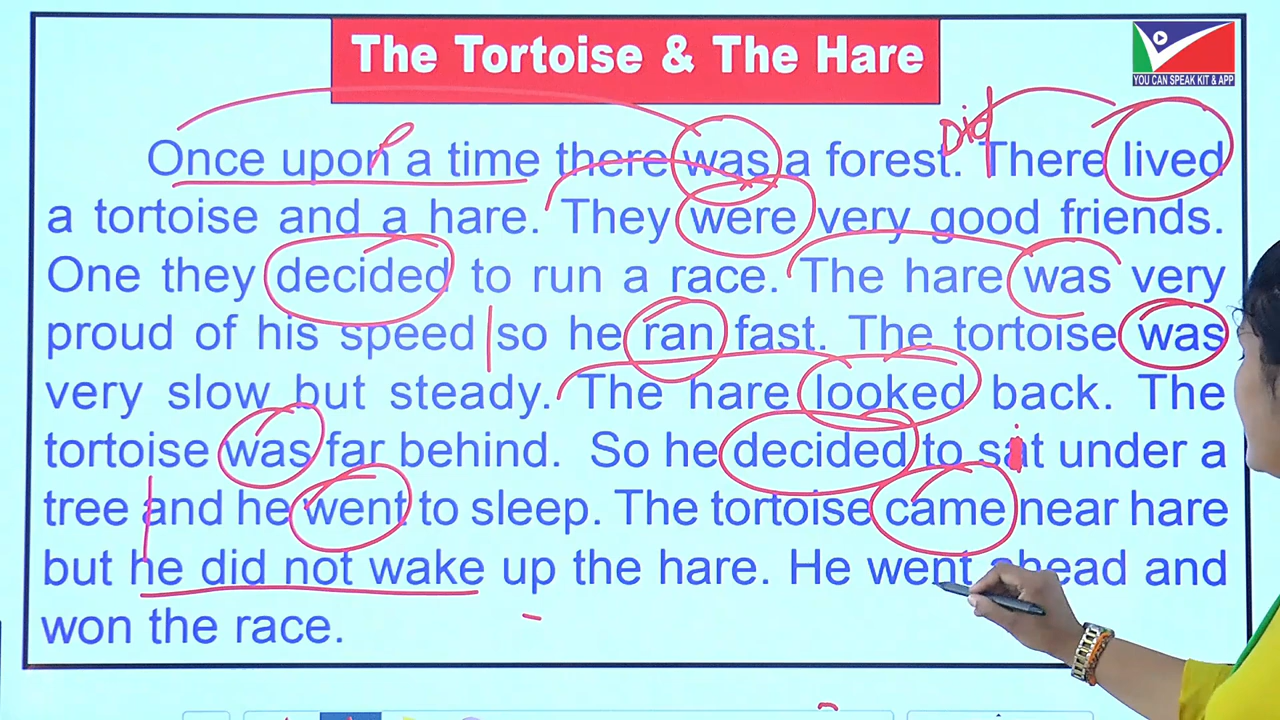 The Tortoise & The Hare
YOU CAN SPEAK KIT & APP
Did
Once upon a time there was a forest. There lived
a tortoise and a hare. They were very good friends.
One they decided to run a race. The hare was very
proud of his speed so he ran fast. The tortoise was
very slow but steady. The hare looked back. The
tortoise was far behind. So he decided to sit under a
tree and he went to sleep. The tortoise came near hare
but he did not wake up the hare. He went ahead and
won the race.